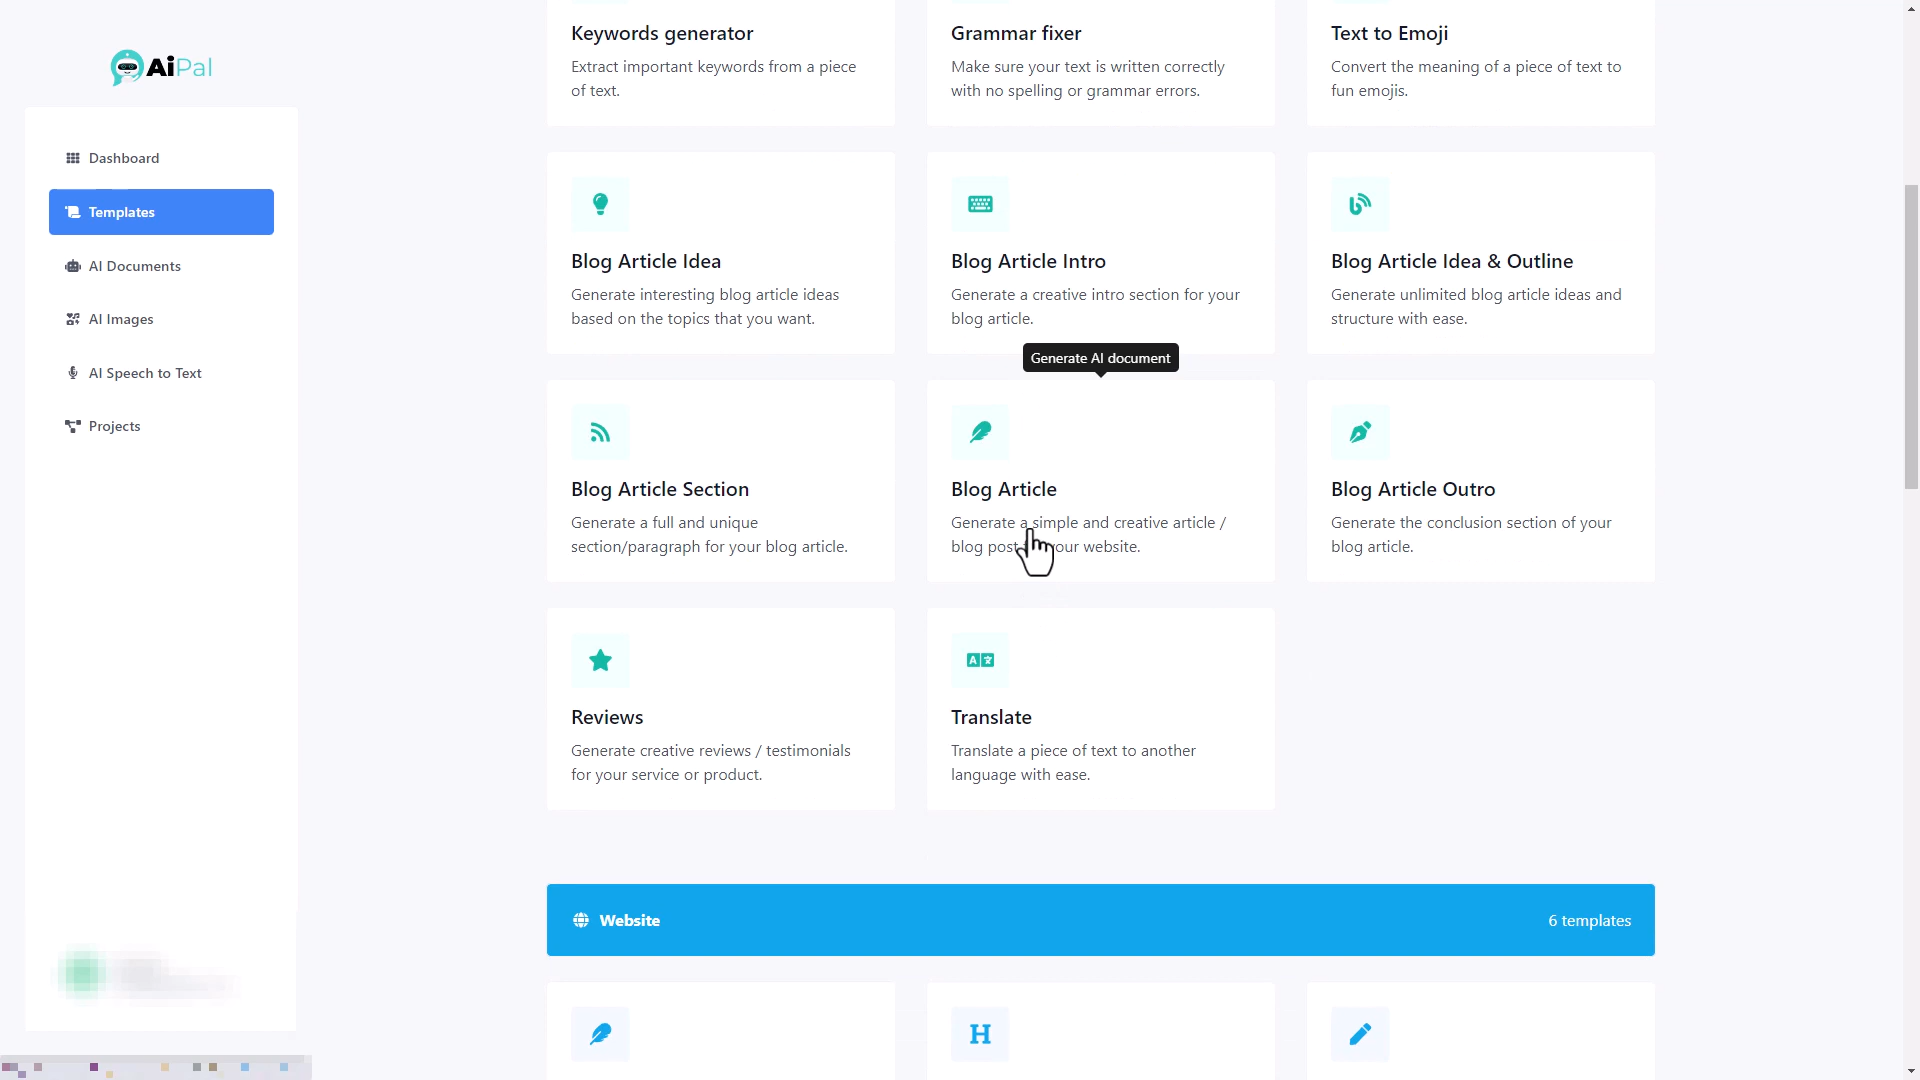 AiPal
Dashboard
Templates
AI Documents
AI Images
AI Speech to Text
Projects
Keywords generator
Extract important keywords from a piece
of text.
Grammar fixer
Make sure your text is written correctly
with no spelling or grammar errors.
Text to Emoji
Convert the meaning of a piece of text to
fun emojis.
Blog Article Idea
Generate interesting blog article ideas
based on the topics that you want.
Blog Article Intro
Generate a creative intro section for your
blog article.
Blog Article Idea & Outline
Generate unlimited blog article ideas and
structure with ease.
Generate AI document
Blog Article Section
Generate a full and unique
section/paragraph for your blog article.
Blog Article
Generate a simple and creative article /
blog post your website.
Blog Article Outro
Generate the conclusion section of your
blog article.
Reviews
Generate creative reviews / testimonials
for your service or product.
Translate
Translate a piece of text to another
language with ease.
Website
6 templates